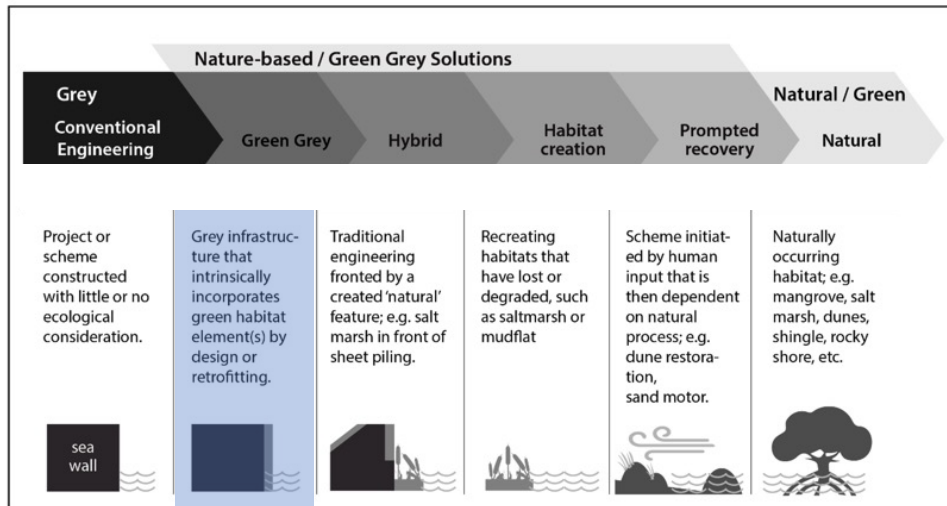 Nature-based / Green Grey Solutions
Grey
Natural / Green
Conventional
Engineering
Green Grey
Hybrid
Habitat
creation
Prompted
recovery
Natural
Project or
scheme
constructed
with little or no
ecological
consideration.
Grey infrastruc-
ture that
intrinsically
incorporates
green habitat
element(s) by
design or
retrofitting.
Traditional
engineering
fronted by a
created 'natural'
feature; e.g. salt
marsh in front of
sheet piling.
Recreating
habitats that
have lost or
degraded, such
as saltmarsh or
mudflat
Scheme initiat-
ed by human
input that is
then dependent
on natural
process; e.g.
dune restora-
tion,
sand motor.
Naturally
occurring
habitat; e.g.
mangrove, salt
marsh, dunes,
shingle, rocky
shore, etc.
sea
wall